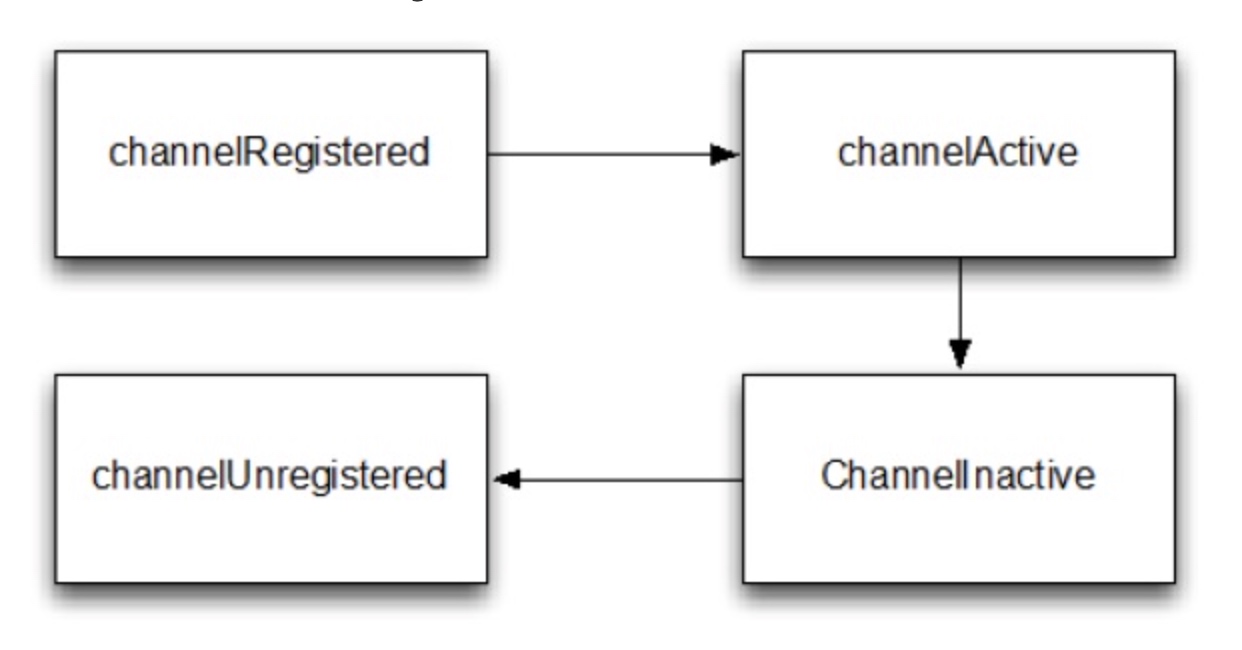 channelRegistered
channelActive
channelUnregistered
ChannelInactive